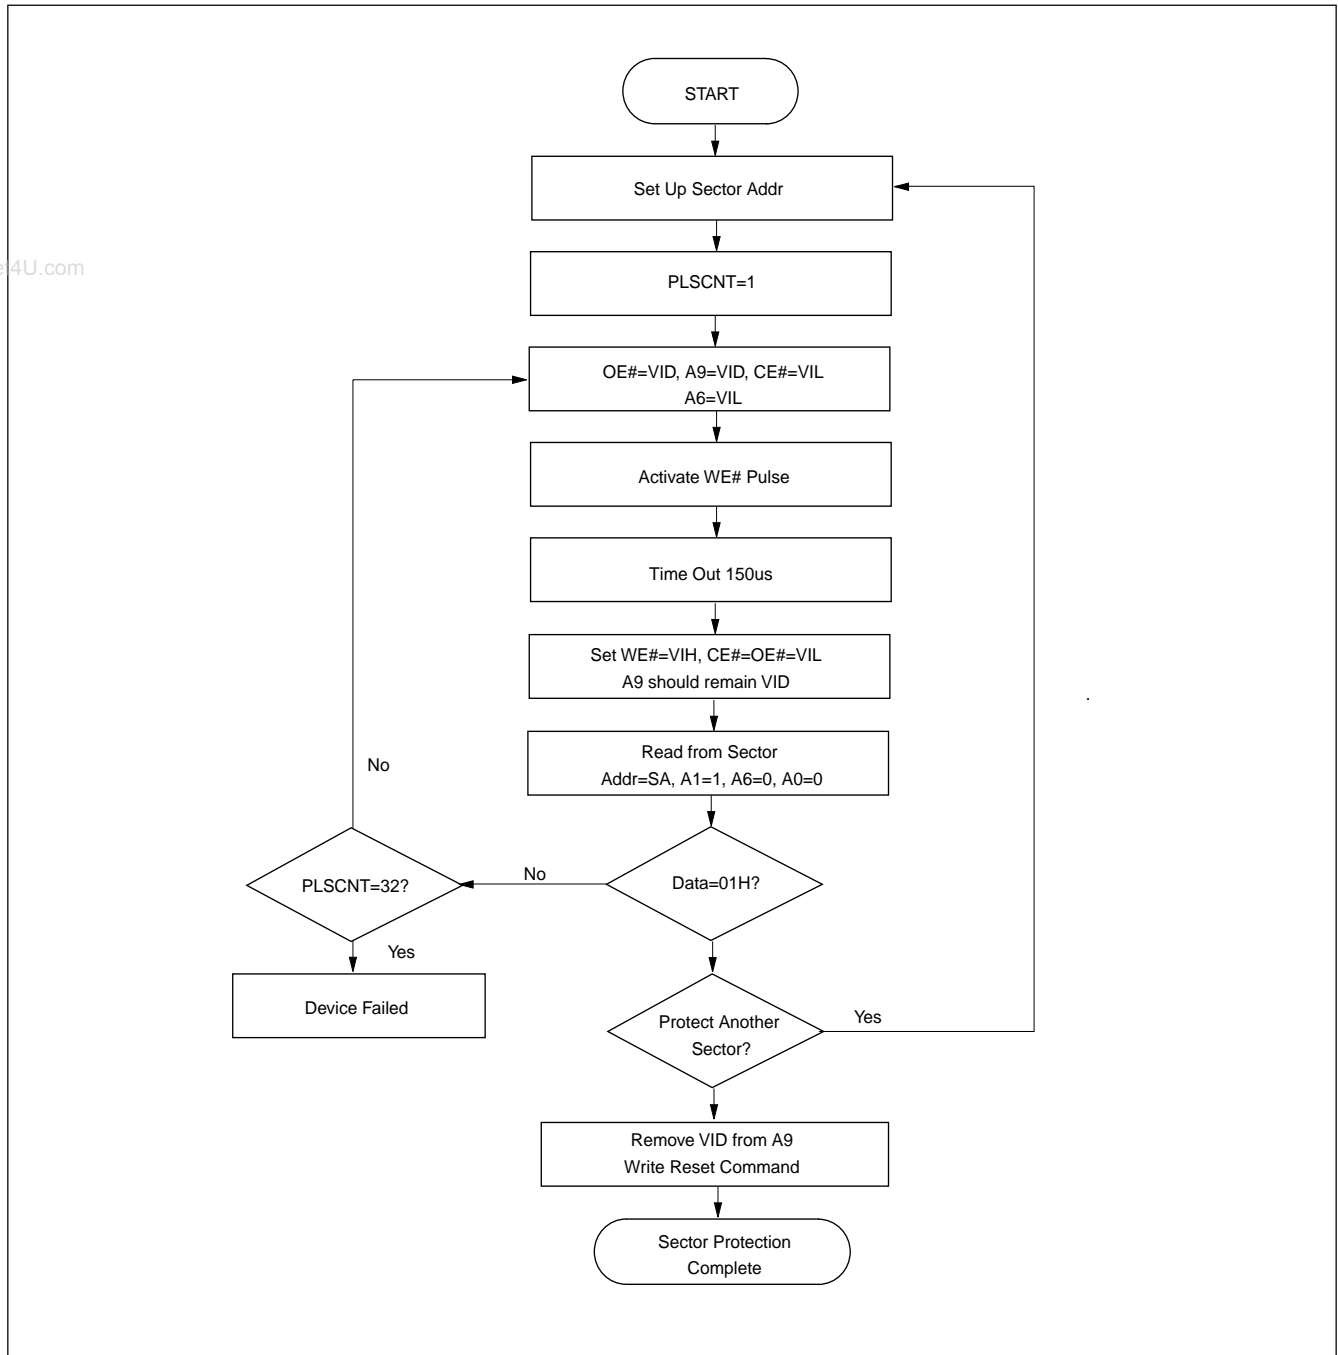 START
Set Up Sector Addr
et4U.com
PLSCNT=1
OE#=VID, A9=VID, CE#=VIL
A6=VIL
Activate WE# Pulse
Time Out 150us
Set WE#=VIH, CE#=OE#=VIL
A9 should remain VID
.
Read from Sector
Addr=SA, A1=1, A6=0, A0=0
No
PLSCNT=32?
No
Data=01H?
Yes
Device Failed
Protect Another
Sector?
Yes
Remove VID from A9
Write Reset Command
Sector Protection
Complete